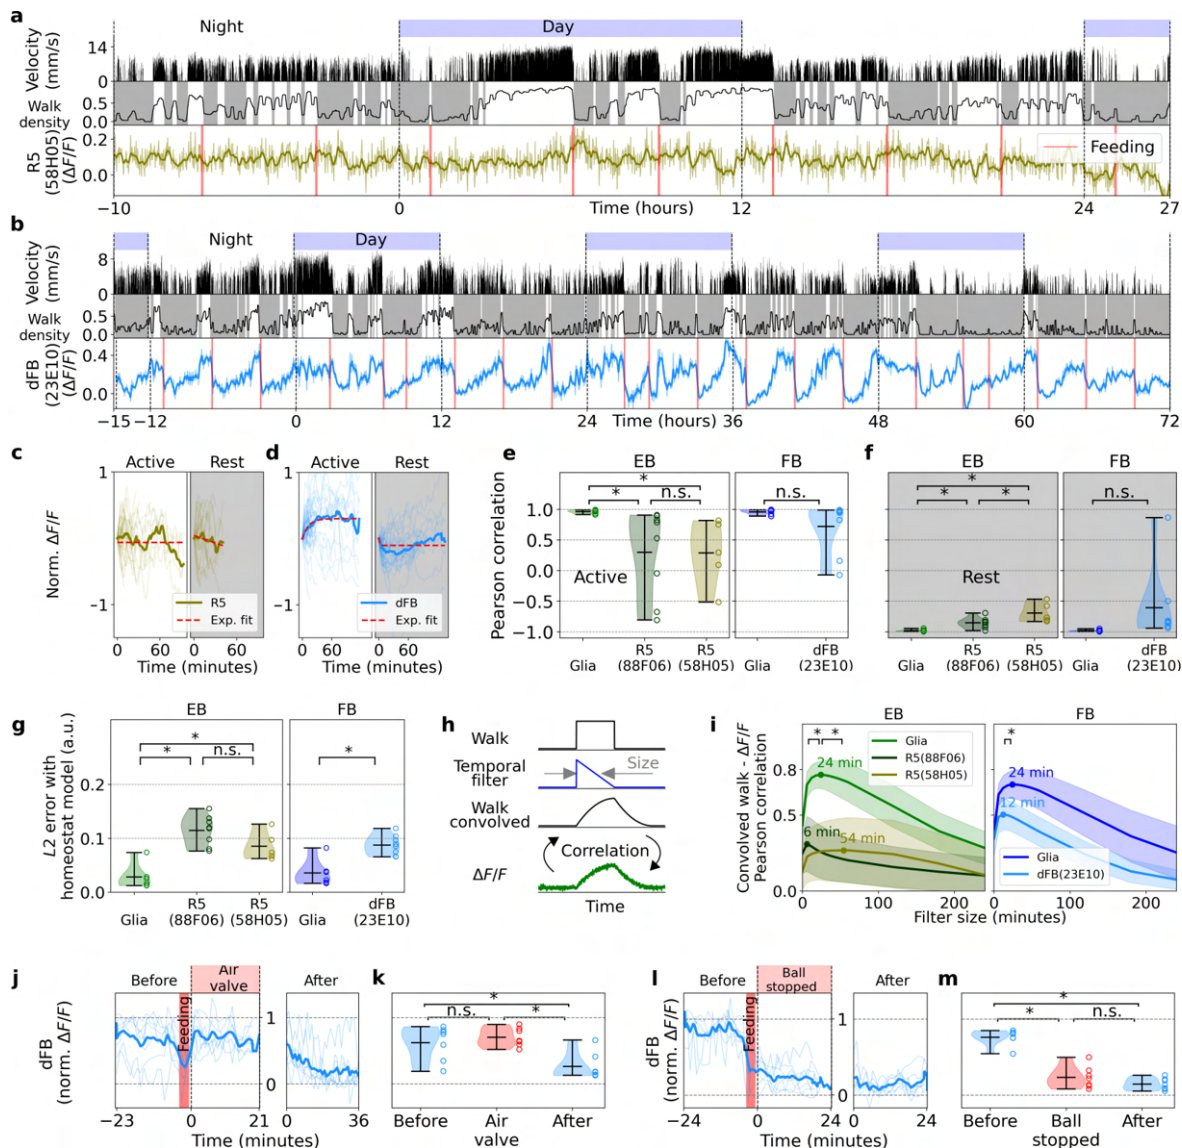 a
Night
Day
Velocity
(mm/s)
14
0
Walk
density
0.5
0.0
R5
(58H05)
(ΔF/F)
0.2
0.0
Feeding
−10
0
Time (hours)
12
24
27
b
Night
Day
Velocity
(mm/s)
8
0
Walk
density
0.5
0.0
dFB
(23E10)
(ΔF/F)
0.4
0.0
−15
−12
0
12
24
Time (hours)
36
48
60
72
c
Active
Rest
Norm. ΔF/F
1
−1
R5
Exp. fit
0
60
0
60
Time (minutes)
d
Active
Rest
1
−1
dFB
Exp. fit
0
60
0
60
Time (minutes)
e
EB
FB
Pearson correlation
1.0
0.5
0.0
−0.5
−1.0
*
*
n.s.
n.s.
Active
Glia
R5
(88F06)
R5
(58H05)
Glia
dFB
(23E10)
f
EB
FB
*
*
*
n.s.
Rest
Glia
R5
(88F06)
R5
(58H05)
Glia
dFB
(23E10)
g
EB
FB
L2 error with
homeostat model (a.u.)
0.2
0.1
0.0
*
*
n.s.
*
Glia
R5
(88F06)
R5
(58H05)
Glia
dFB
(23E10)
h
Walk
Temporal
filter
Size
Walk
convolved
Correlation
ΔF/F
Time
i
EB
FB
Convolved walk - ΔF/F
Pearson correlation
0.8
0.5
0.0
*
*
*
Glia
R5(88F06)
R5(58H05)
24 min
6 min
54 min
24 min
12 min
Glia
dFB(23E10)
0
100
200
0
100
200
Filter size (minutes)
j
Before
Air
valve
After
dFB
(norm. ΔF/F)
Feeding
1
0
−23
0
21
0
36
Time (minutes)
k
*
n.s.
*
Before
Air
valve
After
l
Before
Ball
stopped
After
dFB
(norm. ΔF/F)
Feeding
1
0
−24
0
24
0
24
Time (minutes)
m
*
*
n.s.
Before
Ball
stopped
After